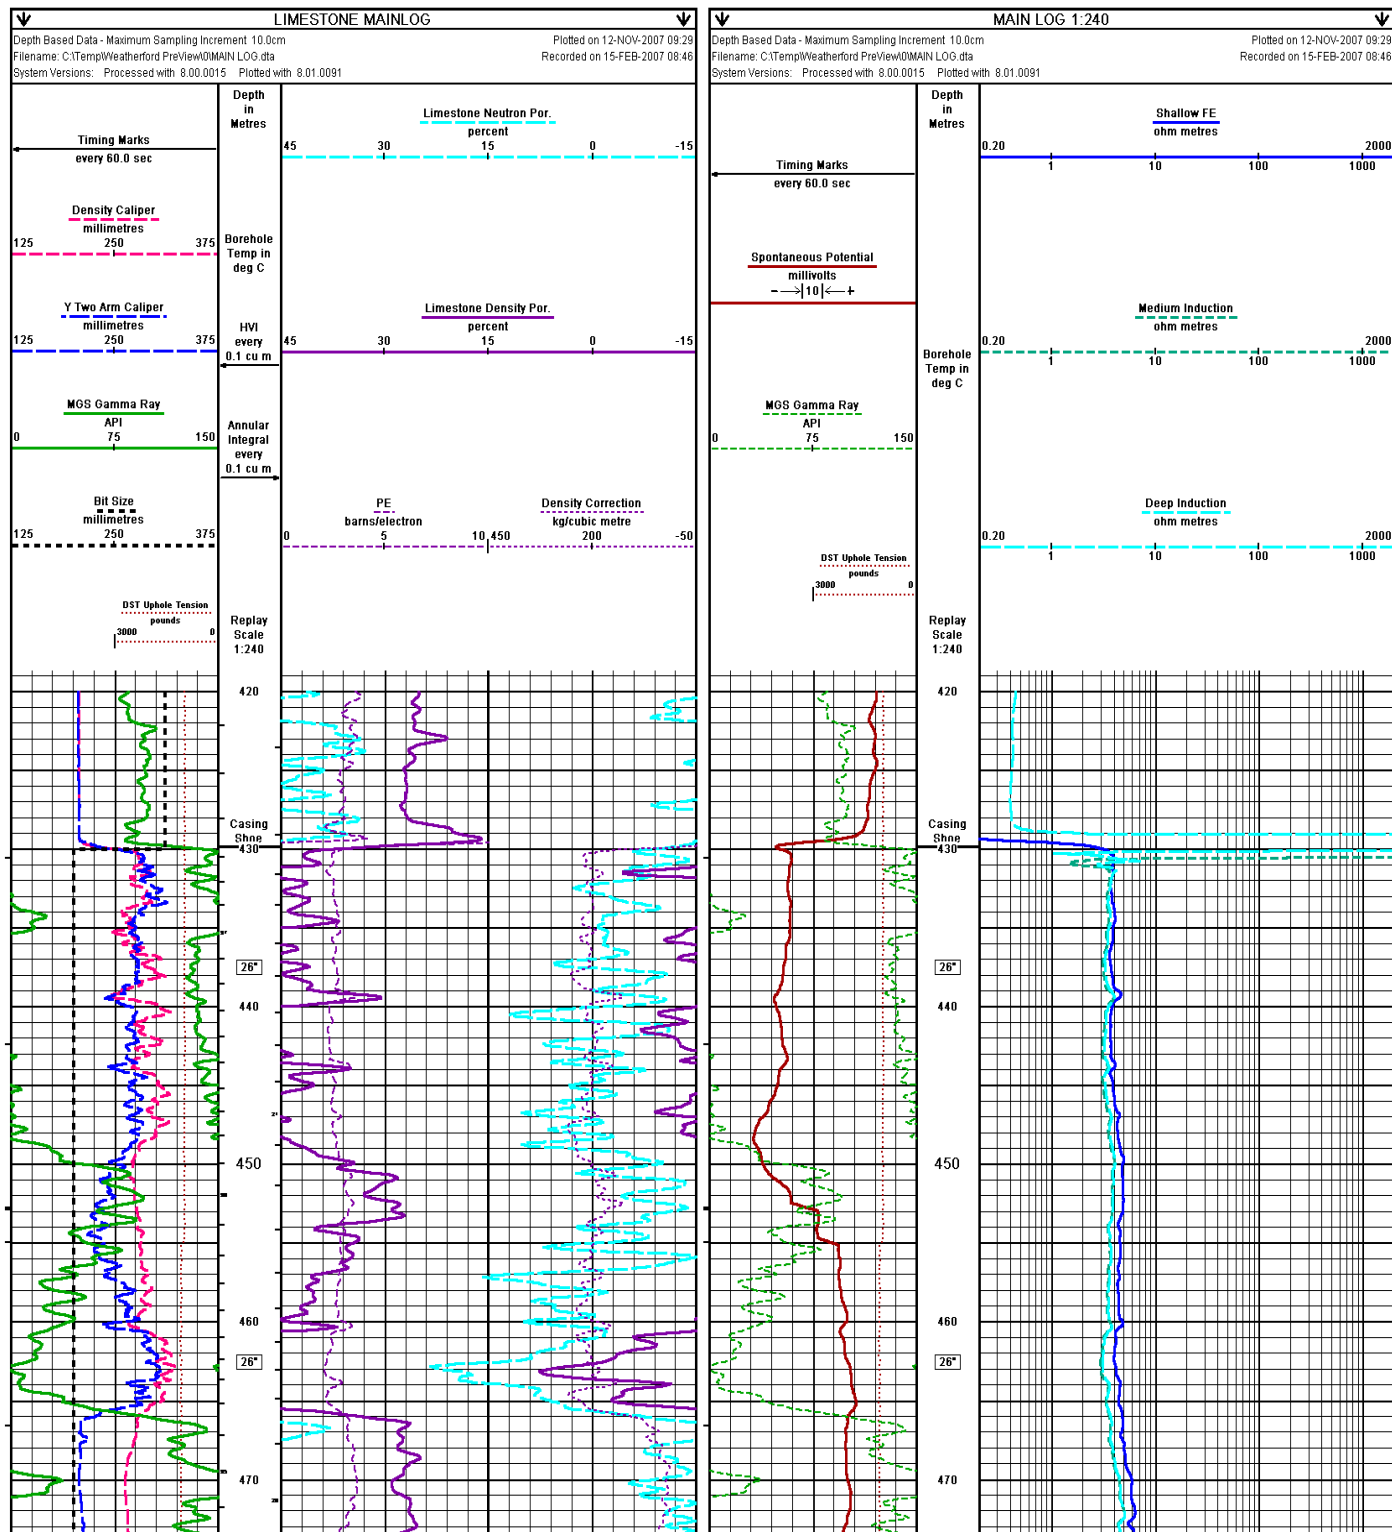 LIMESTONE MAINLOG
Depth Based Data - Maximum Sampling Increment 10.0cm
Plotted on 12-NOV-2007 09:29
Filename: C:\Temp\Weatherford PreView\0\MAIN LOG.dta
Recorded on 15-FEB-2007 08:46
System Versions: Processed with 8.00.0015 Plotted with 8.01.0091
Timing Marks
every 60.0 sec
Density Caliper
millimetres
125 250 375
Y Two Arm Caliper
millimetres
125 250 375
MGS Gamma Ray
API
0 75 150
Bit Size
millimetres
125 250 375
DST Uphole Tension
pounds
3000 0
Depth
in
Metres
Borehole
Temp in
deg C
HVI
every
0.1 cu m
Annular
Integral
every
0.1 cu m
Replay
Scale
1:240
Limestone Neutron Por.
percent
45 30 15 0 -15
Limestone Density Por.
percent
45 30 15 0 -15
PE
barns/electron
0 5 10
Density Correction
kg/cubic metre
450 200 -50
420
Casing
Shoe
430
26"
440
450
460
26"
470
MAIN LOG 1:240
Depth Based Data - Maximum Sampling Increment 10.0cm
Plotted on 12-NOV-2007 09:29
Filename: C:\Temp\Weatherford PreView\0\MAIN LOG.dta
Recorded on 15-FEB-2007 08:46
System Versions: Processed with 8.00.0015 Plotted with 8.01.0091
Timing Marks
every 60.0 sec
Spontaneous Potential
millivolts
- 10 +
MGS Gamma Ray
API
0 75 150
DST Uphole Tension
pounds
3000 0
Depth
in
Metres
Borehole
Temp in
deg C
Replay
Scale
1:240
Shallow FE
ohm metres
0.20 2000
1 10 100 1000
Medium Induction
ohm metres
0.20 2000
1 10 100 1000
Deep Induction
ohm metres
0.20 2000
1 10 100 1000
420
Casing
Shoe
430
26"
440
450
460
26"
470